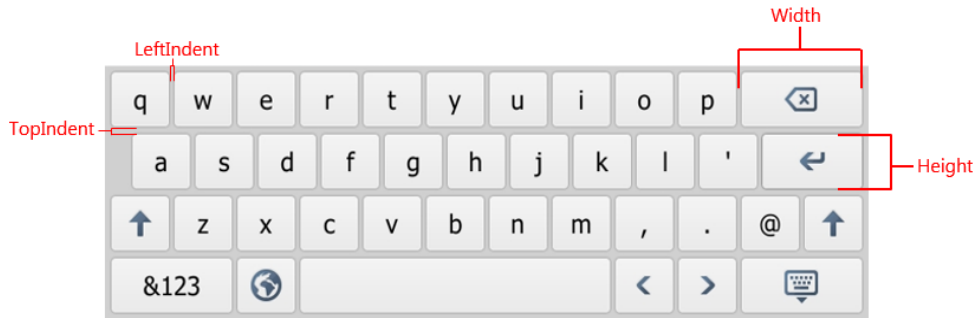 Width
LeftIndent
q w e r t y u i o p
TopIndent
a s d f g h j k l '
Height
z x c v b n m , . @
&123 < >